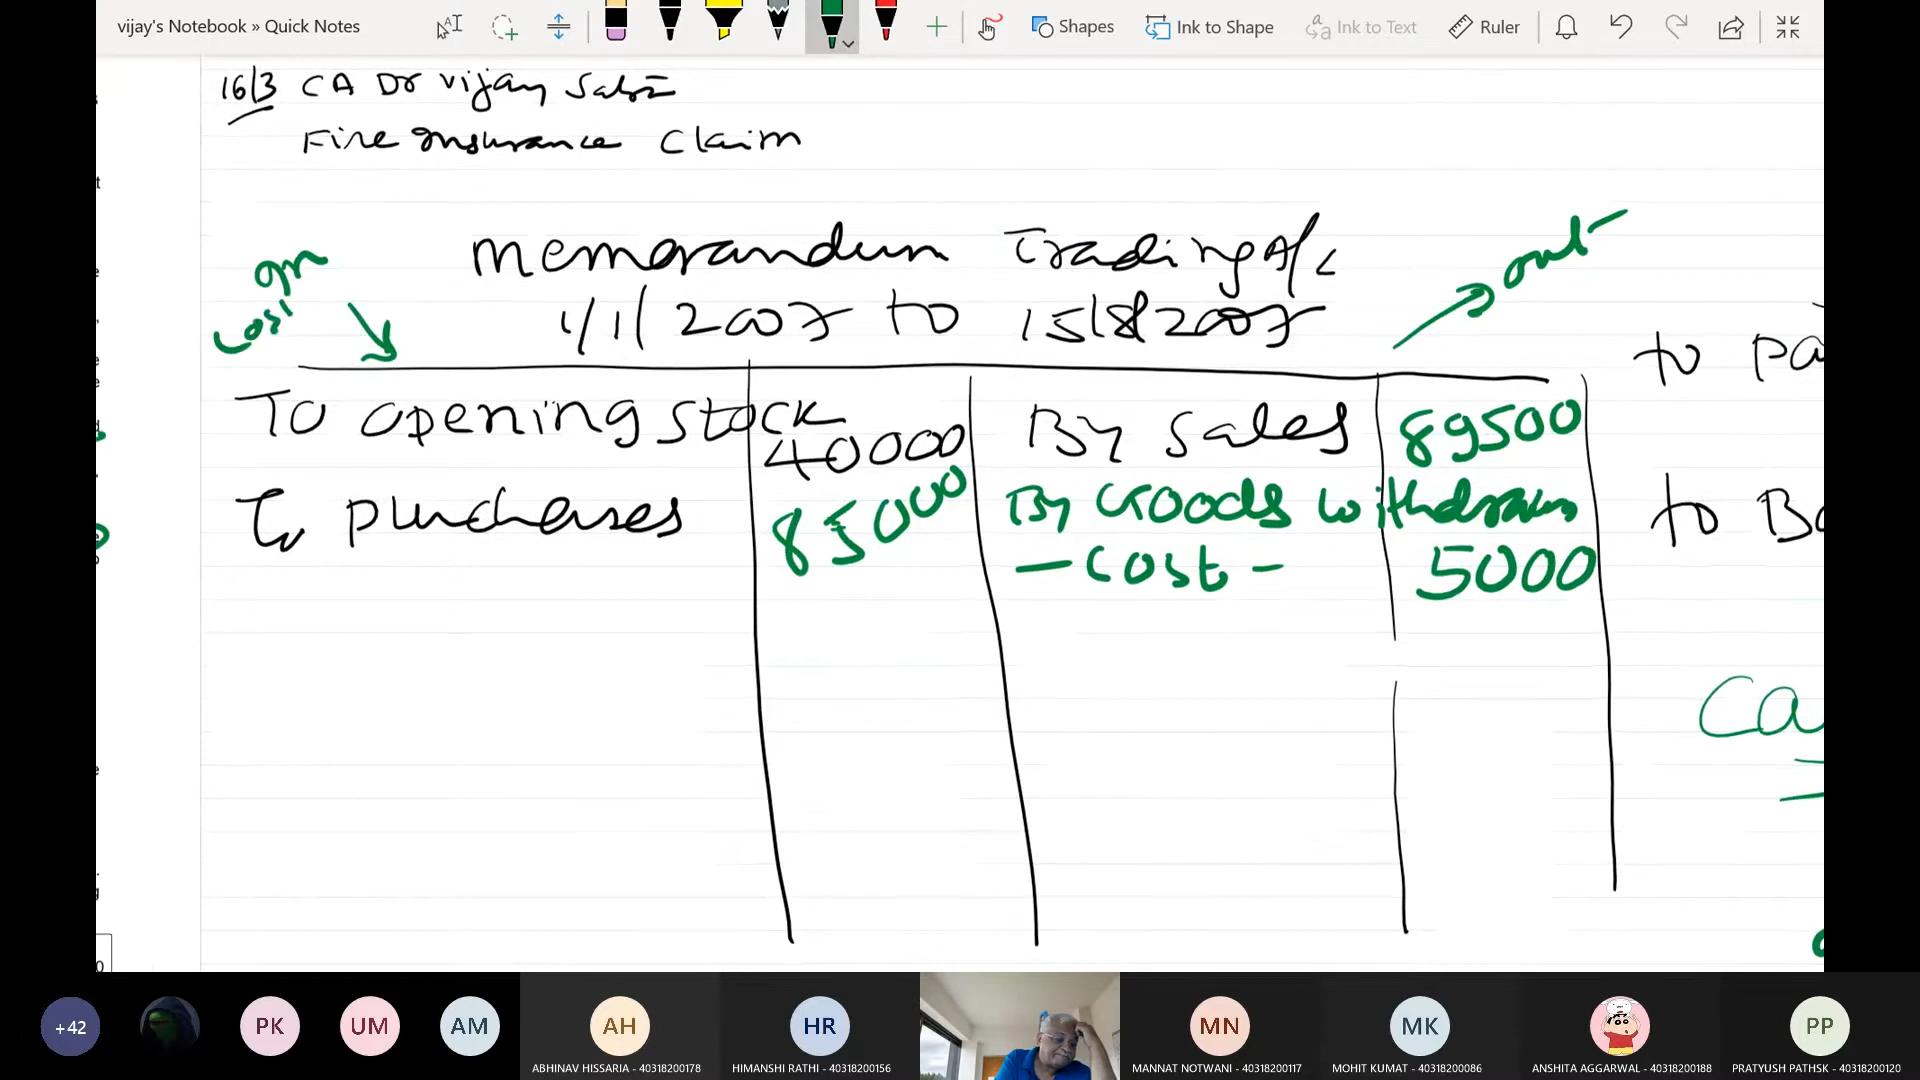 vijay's Notebook » Quick Notes
Shapes
Ink to Shape
Ink to Text
Ruler
16/3 CA Dr vijay
Fire Insurance Claim
Memorandum Trading A/c
1/1/2007 to 15/8/2007
In
Cost
out
To opening stock 40000 By Sales 89500
To purchases 85000 By Goods withdrawn
- Cost - 5000
to Pa
to Ba
Ca
+42
PK
UM
AM
AH
HR
MN
MK
PP
ABHINAV HISSARIA - 40318200178
HIMANSHI RATHI - 40318200156
MANNAT NOTWANI - 40318200117
MOHIT KUMAT - 40318200086
ANSHITA AGGARWAL - 40318200188
PRATYUSH PATHSK - 40318200120